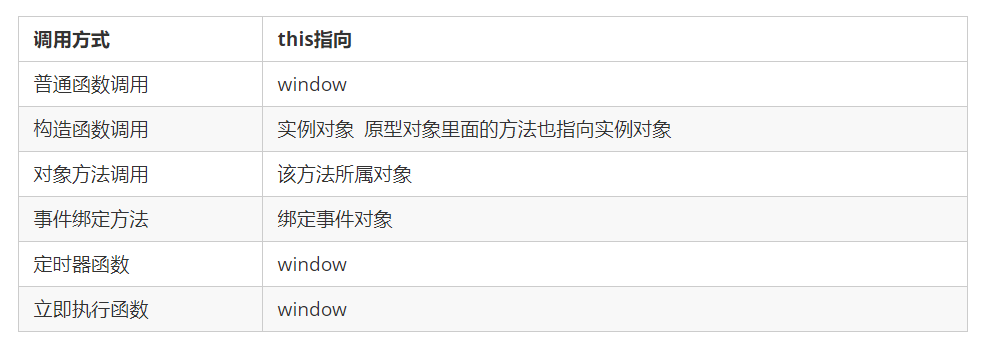 调用方式 this指向
普通函数调用 window
构造函数调用 实例对象 原型对象里面的方法也指向实例对象
对象方法调用 该方法所属对象
事件绑定方法 绑定事件对象
定时器函数 window
立即执行函数 window